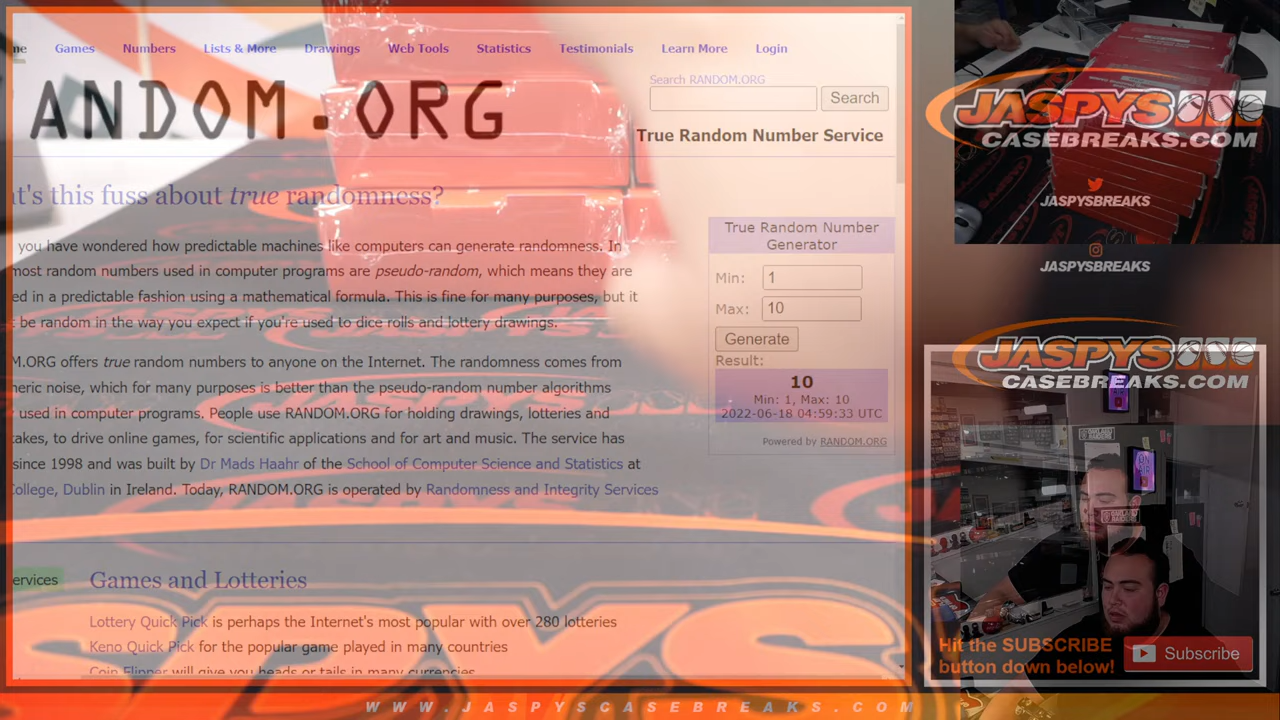 me Games Numbers Lists & More Drawings Web Tools Statistics Testimonials Learn More Login
ANDOM.ORG
Search RANDOM.ORG
Search
True Random Number Service
t's this fuss about true randomness?
you have wondered how predictable machines like computers can generate randomness. In
most random numbers used in computer programs are pseudo-random, which means they are
ed in a predictable fashion using a mathematical formula. This is fine for many purposes, but it
t be random in the way you expect if you're used to dice rolls and lottery drawings.
M.ORG offers true random numbers to anyone on the Internet. The randomness comes from
heric noise, which for many purposes is better than the pseudo-random number algorithms
used in computer programs. People use RANDOM.ORG for holding drawings, lotteries and
takes, to drive online games, for scientific applications and for art and music. The service has
since 1998 and was built by Dr Mads Haahr of the School of Computer Science and Statistics at
College, Dublin in Ireland. Today, RANDOM.ORG is operated by Randomness and Integrity Services
True Random Number
Generator
Min: 1
Max: 10
Generate
Result:
10
Min: 1, Max: 10
2022-06-18 04:59:33 UTC
Powered by RANDOM.ORG
ervices
Games and Lotteries
Lottery Quick Pick is perhaps the Internet's most popular with over 280 lotteries
Keno Quick Pick for the popular game played in many countries
Coin Flipper will give you heads or tails in many currencies
JASPYS
CASEBREAKS.COM
JASPYSBREAKS
JASPYSBREAKS
JASPYS
CASEBREAKS.COM
Hit the SUBSCRIBE
button down below!
Subscribe
WWW.JASPYSCASEBREAKS.COM